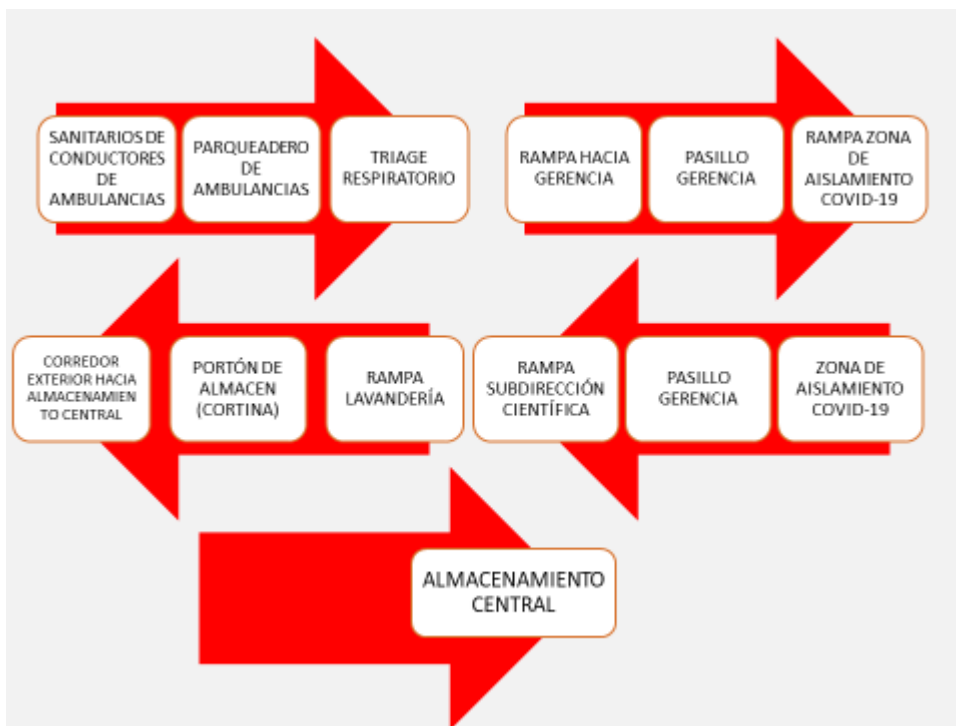 SANITARIOS DE
CONDUCTORES
DE
AMBULANCIAS
PARQUEADERO
DE
AMBULANCIAS
TRIAGE
RESPIRATORIO
RAMPA HACIA
GERENCIA
PASILLO
GERENCIA
RAMPA ZONA
DE
AISLAMIENTO
COVID-19
CORREDOR
EXTERIOR HACIA
ALMACENAMIEN
TO CENTRAL
PORTÓN DE
ALMACEN
(CORTINA)
RAMPA
LAVANDERÍA
RAMPA
SUBDIRECCIÓN
CIENTÍFICA
PASILLO
GERENCIA
ZONA DE
AISLAMIENTO
COVID-19
ALMACENAMIENTO
CENTRAL